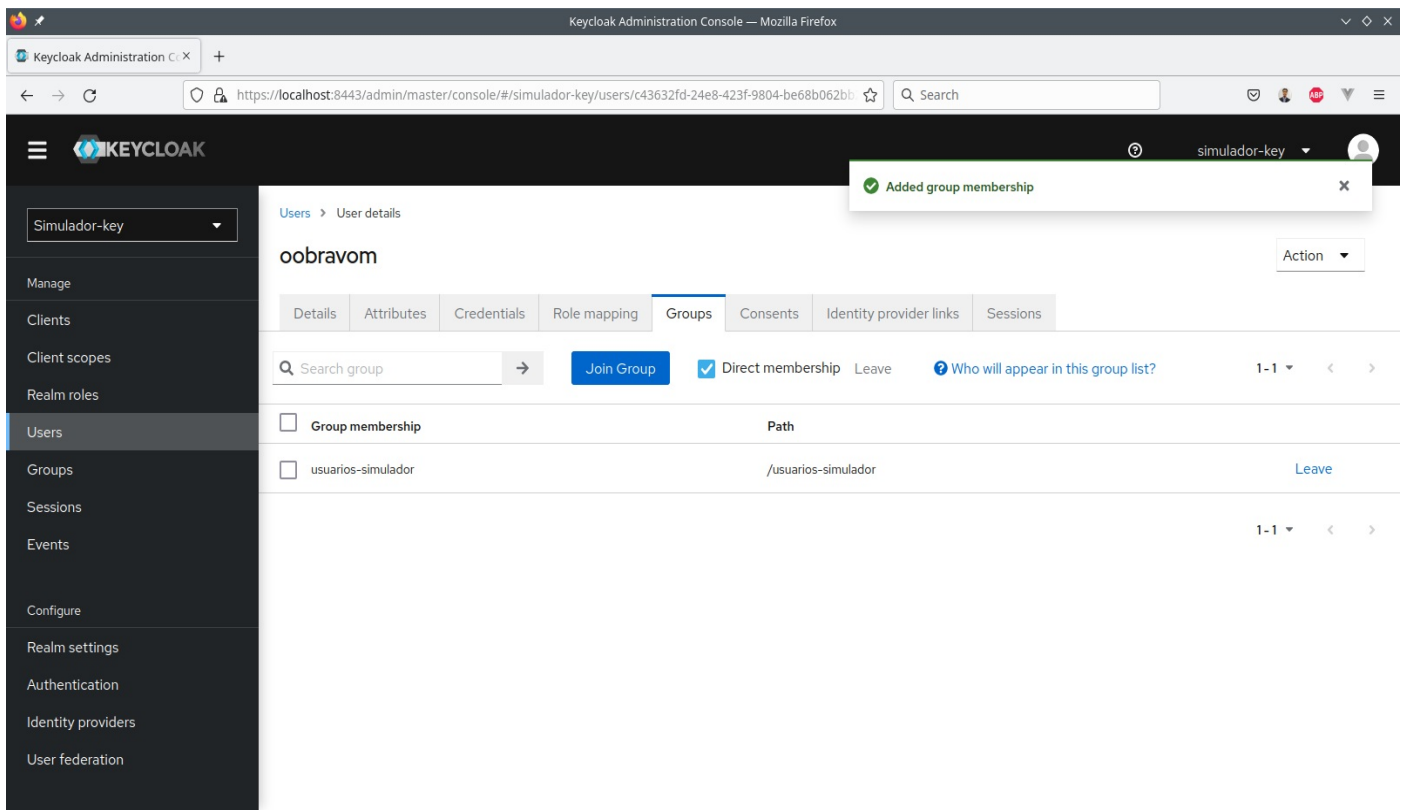 Keycloak Administration Console — Mozilla Firefox
Keycloak Administration Co
https://localhost:8443/admin/master/console/#/simulador-key/users/c43632fd-24e8-423f-9804-be68b062bb
Search
ABP
KEYCLOAK
simulador-key
Added group membership
Simulador-key
Manage
Clients
Client scopes
Realm roles
Users
Groups
Sessions
Events
Configure
Realm settings
Authentication
Identity providers
User federation
Users > User details
oobravom
Action
Details Attributes Credentials Role mapping Groups Consents Identity provider links Sessions
Search group Join Group Direct membership Leave Who will appear in this group list? 1-1
Group membership Path
usuarios-simulador /usuarios-simulador Leave
1-1